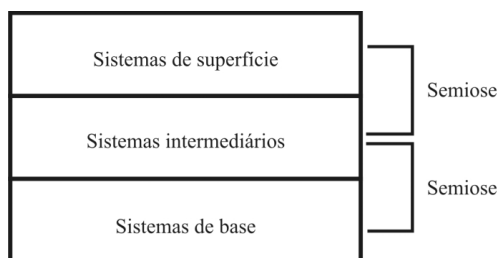 Sistemas de superfície
Semiose
Sistemas intermediários
Semiose
Sistemas de base